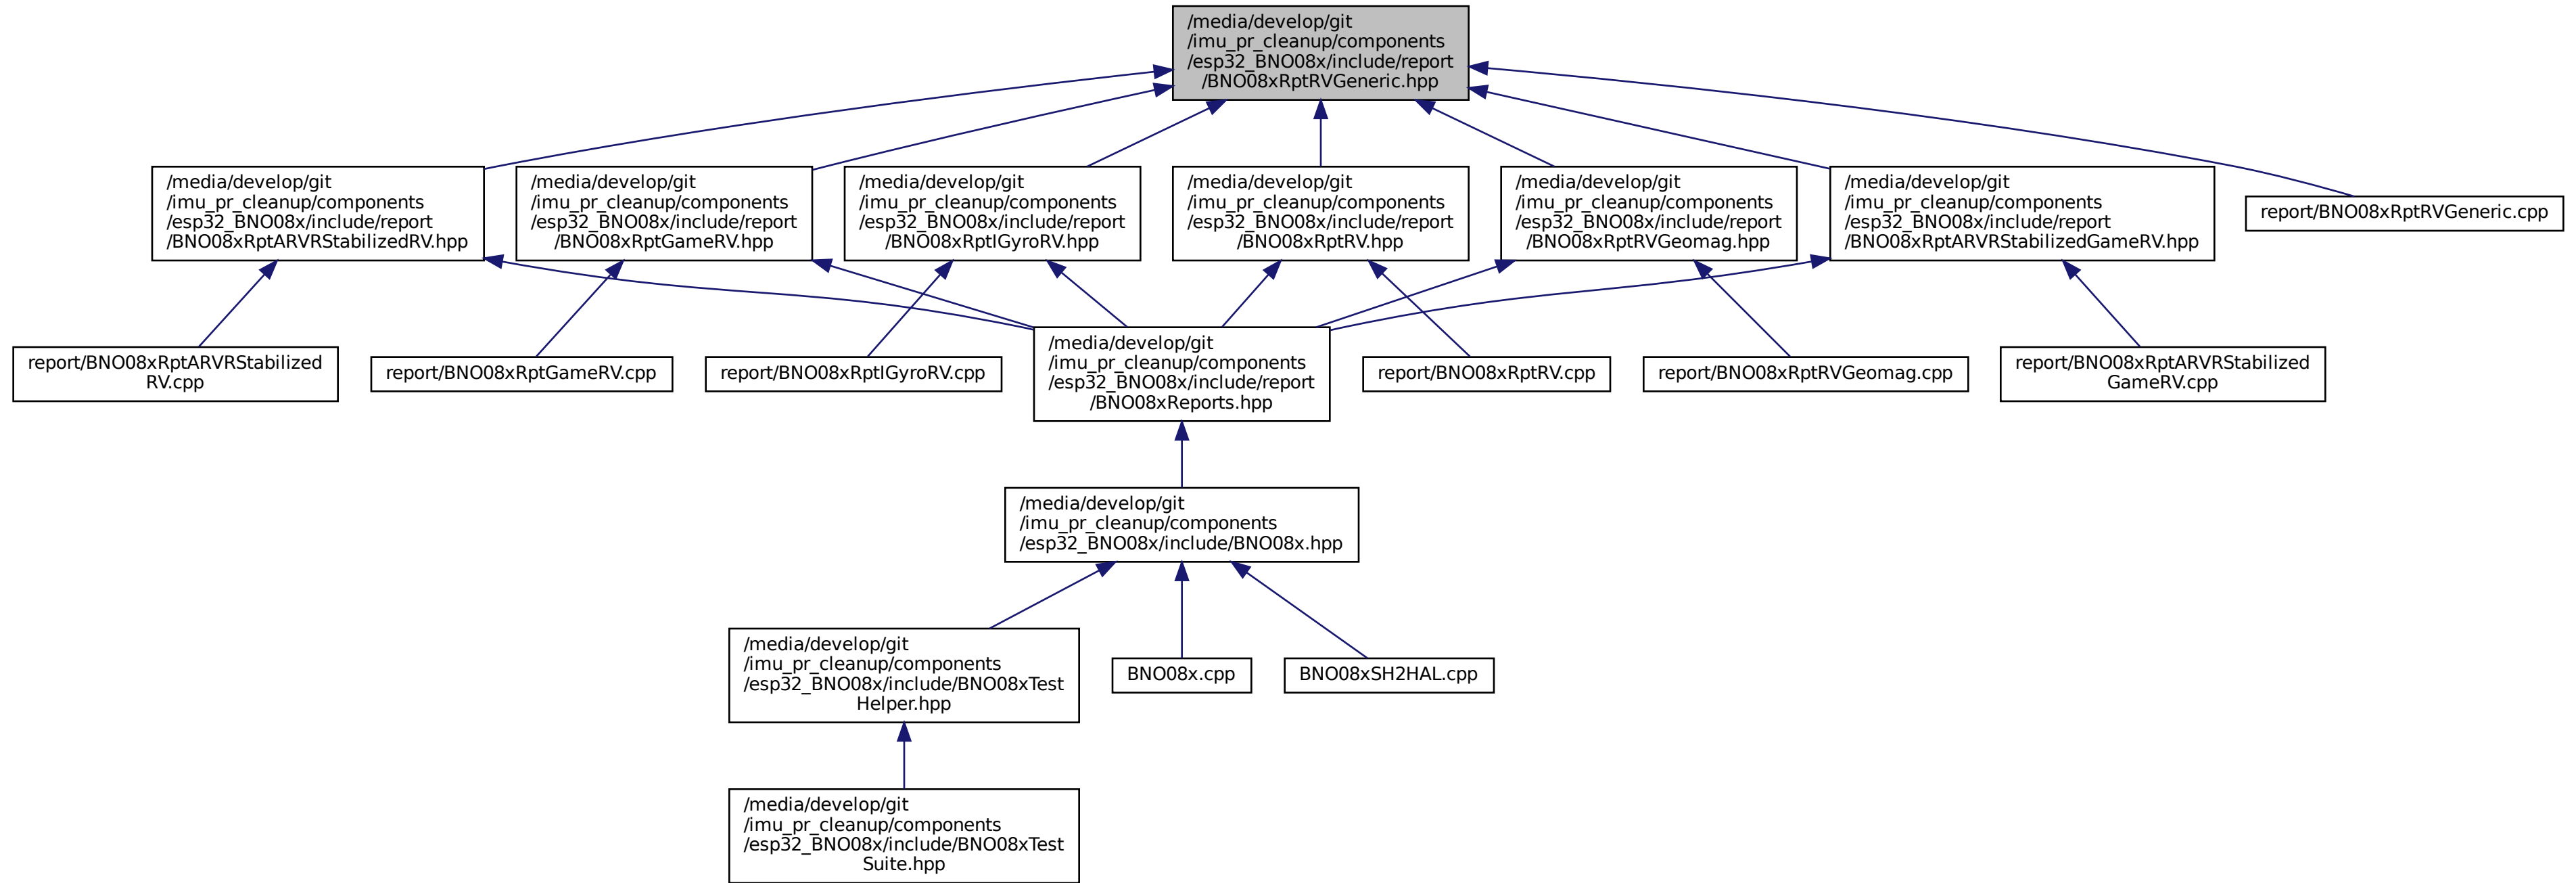 /media/develop/git
/imu_pr_cleanup/components
/esp32_BNO08x/include/report
/BNO08xRptRVGeneric.hpp
/media/develop/git
/imu_pr_cleanup/components
/esp32_BNO08x/include/report
/BNO08xRptARVRStabilizedRV.hpp
/media/develop/git
/imu_pr_cleanup/components
/esp32_BNO08x/include/report
/BNO08xRptGameRV.hpp
/media/develop/git
/imu_pr_cleanup/components
/esp32_BNO08x/include/report
/BNO08xRptIGyroRV.hpp
/media/develop/git
/imu_pr_cleanup/components
/esp32_BNO08x/include/report
/BNO08xRptRV.hpp
/media/develop/git
/imu_pr_cleanup/components
/esp32_BNO08x/include/report
/BNO08xRptRVGeomag.hpp
/media/develop/git
/imu_pr_cleanup/components
/esp32_BNO08x/include/report
/BNO08xRptARVRStabilizedGameRV.hpp
report/BNO08xRptRVGeneric.cpp
report/BNO08xRptARVRStabilized
RV.cpp
report/BNO08xRptGameRV.cpp
report/BNO08xRptIGyroRV.cpp
/media/develop/git
/imu_pr_cleanup/components
/esp32_BNO08x/include/report
/BNO08xReports.hpp
report/BNO08xRptRV.cpp
report/BNO08xRptRVGeomag.cpp
report/BNO08xRptARVRStabilized
GameRV.cpp
/media/develop/git
/imu_pr_cleanup/components
/esp32_BNO08x/include/BNO08x.hpp
/media/develop/git
/imu_pr_cleanup/components
/esp32_BNO08x/include/BNO08xTest
Helper.hpp
BNO08x.cpp
BNO08xSH2HAL.cpp
/media/develop/git
/imu_pr_cleanup/components
/esp32_BNO08x/include/BNO08xTest
Suite.hpp